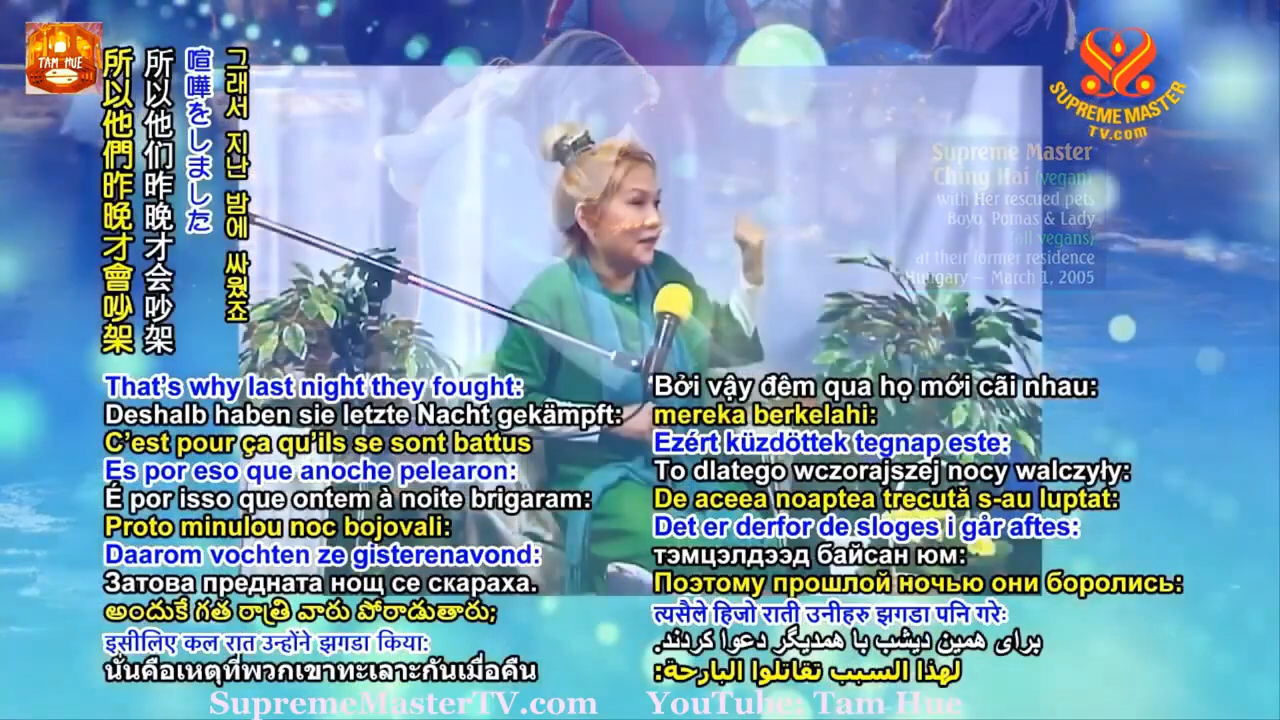 TAM HUE
그래서 지난 밤에 싸웠죠
喧嘩をしました
所以他们昨晚才会吵架
所以他們昨晚才會吵架
SUPREME MASTER
TV.com
Supreme Master
Ching Hai (vegan)
with Her rescued pets
Boyo, Pomas & Lady
(all vegans)
at their former residence
Hungary – March 1, 2005
That’s why last night they fought:
Deshalb haben sie letzte Nacht gekämpft:
C’est pour ça qu’ils se sont battus
Es por eso que anoche pelearon:
É por isso que ontem à noite brigaram:
Proto minulou noc bojovali:
Daarom vochten ze gisterenavond:
Затова предната нощ се скараха.
అందుకే గత రాత్రి వారు పోరాడుతారు;
इसीलिए कल रात उन्होंने झगडा किया:
นั่นคือเหตุที่พวกเขาทะเลาะกันเมื่อคืน
Bởi vậy đêm qua họ mới cãi nhau:
mereka berkelahi:
Ezért küzdöttek tegnap este:
To dlatego wczorajszej nocy walczyły:
De aceea noaptea trecută s-au luptat:
Det er derfor de sloges i går aftes:
тэмцэлдээд байсан юм:
Поэтому прошлой ночью они боролись:
त्यसैले हिजो राती उनीहरु झगडा पनि गरे:
برای همین دیشب با همدیگر دعوا کردند.
لهذا السبب تقاتلوا البارحة:
SupremeMasterTV.com YouTube: Tam Hue